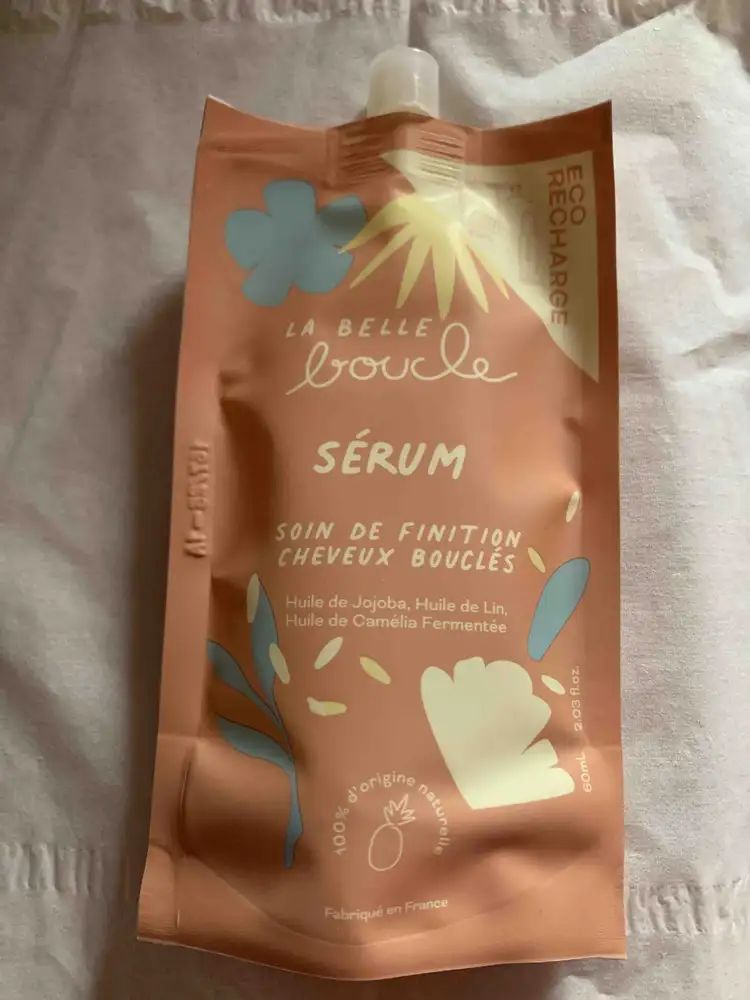 ECO
RECHARGE
LA BELLE
boucle
SÉRUM
SOIN DE FINITION
CHEVEUX BOUCLÉS
Huile de Jojoba, Huile de Lin,
Huile de Camélia Fermentée
60mL 2.03 fl.oz.
100% d'origine naturelle
Fabriqué en France